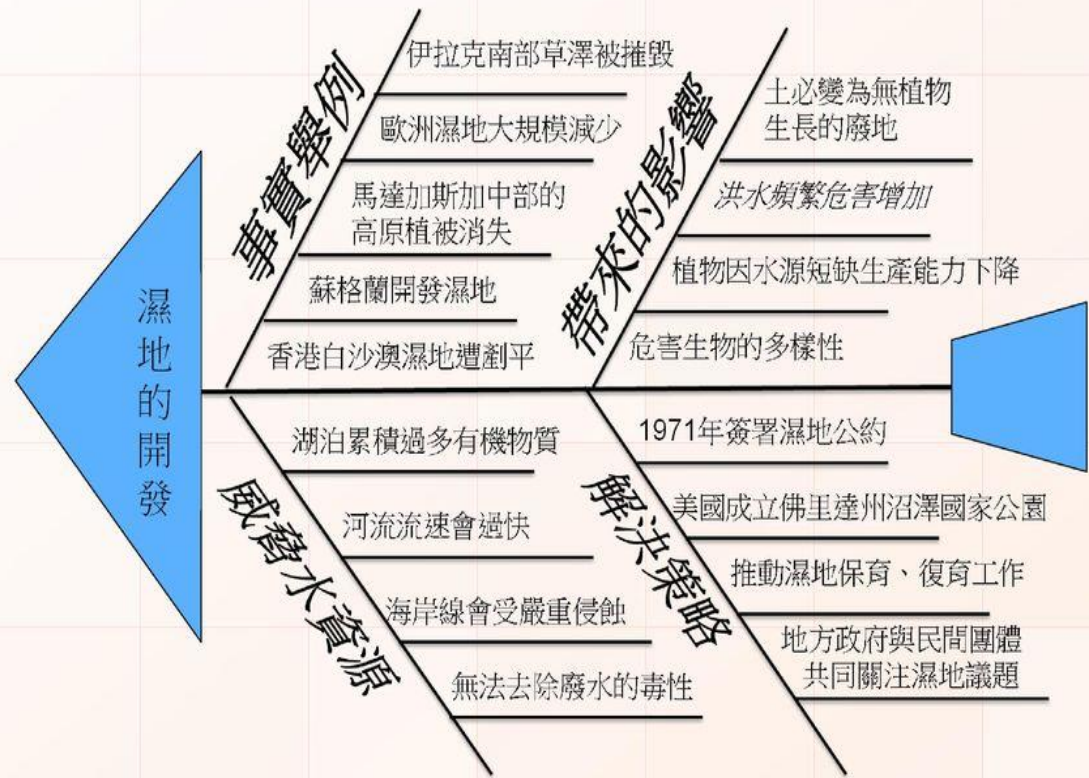 濕地的開發
事實舉例
伊拉克南部草澤被摧毀
歐洲濕地大規模減少
馬達加斯加中部的
高原植被消失
蘇格蘭開發濕地
香港白沙澳濕地遭剷平
帶來的影響
土必變為無植物
生長的廢地
洪水頻繁危害增加
植物因水源短缺生產能力下降
危害生物的多樣性
威脅水資源
湖泊累積過多有機物質
河流流速會過快
海岸線會受嚴重侵蝕
無法去除廢水的毒性
解決策略
1971年簽署濕地公約
美國成立佛里達州沼澤國家公園
推動濕地保育、復育工作
地方政府與民間團體
共同關注濕地議題